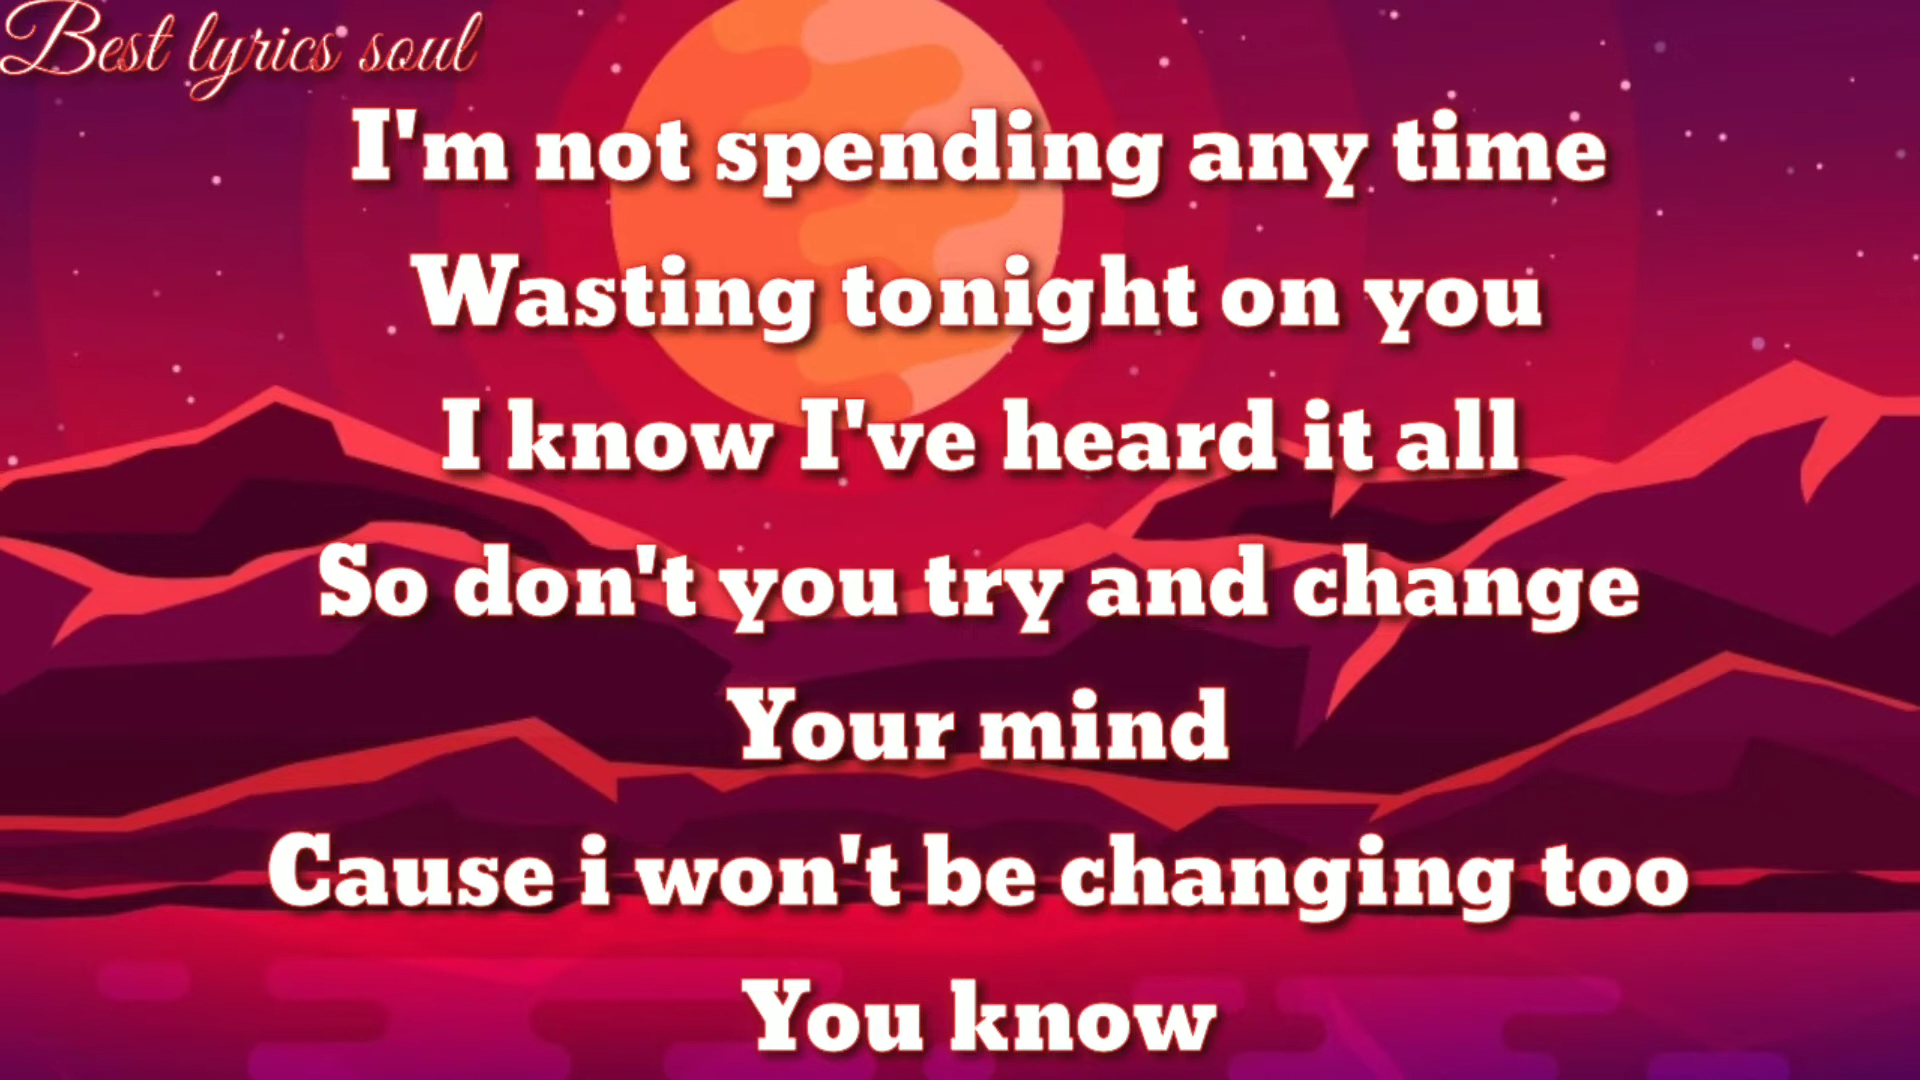 Best lyrics soul
I'm not spending any time
Wasting tonight on you
I know I've heard it all
So don't you try and change
Your mind
Cause i won't be changing too
You know